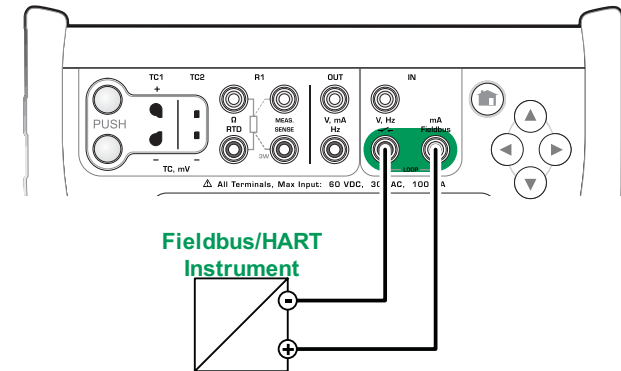 TC1 TC2 R1 OUT IN
+
PUSH
Ω MEAS. V, mA V, Hz mA
RTD SENSE Hz Fieldbus
3W
− − LOOP
TC, mV
⚠ All Terminals, Max Input: 60 VDC, 30 AC, 100 A
Fieldbus/HART
Instrument
-
+